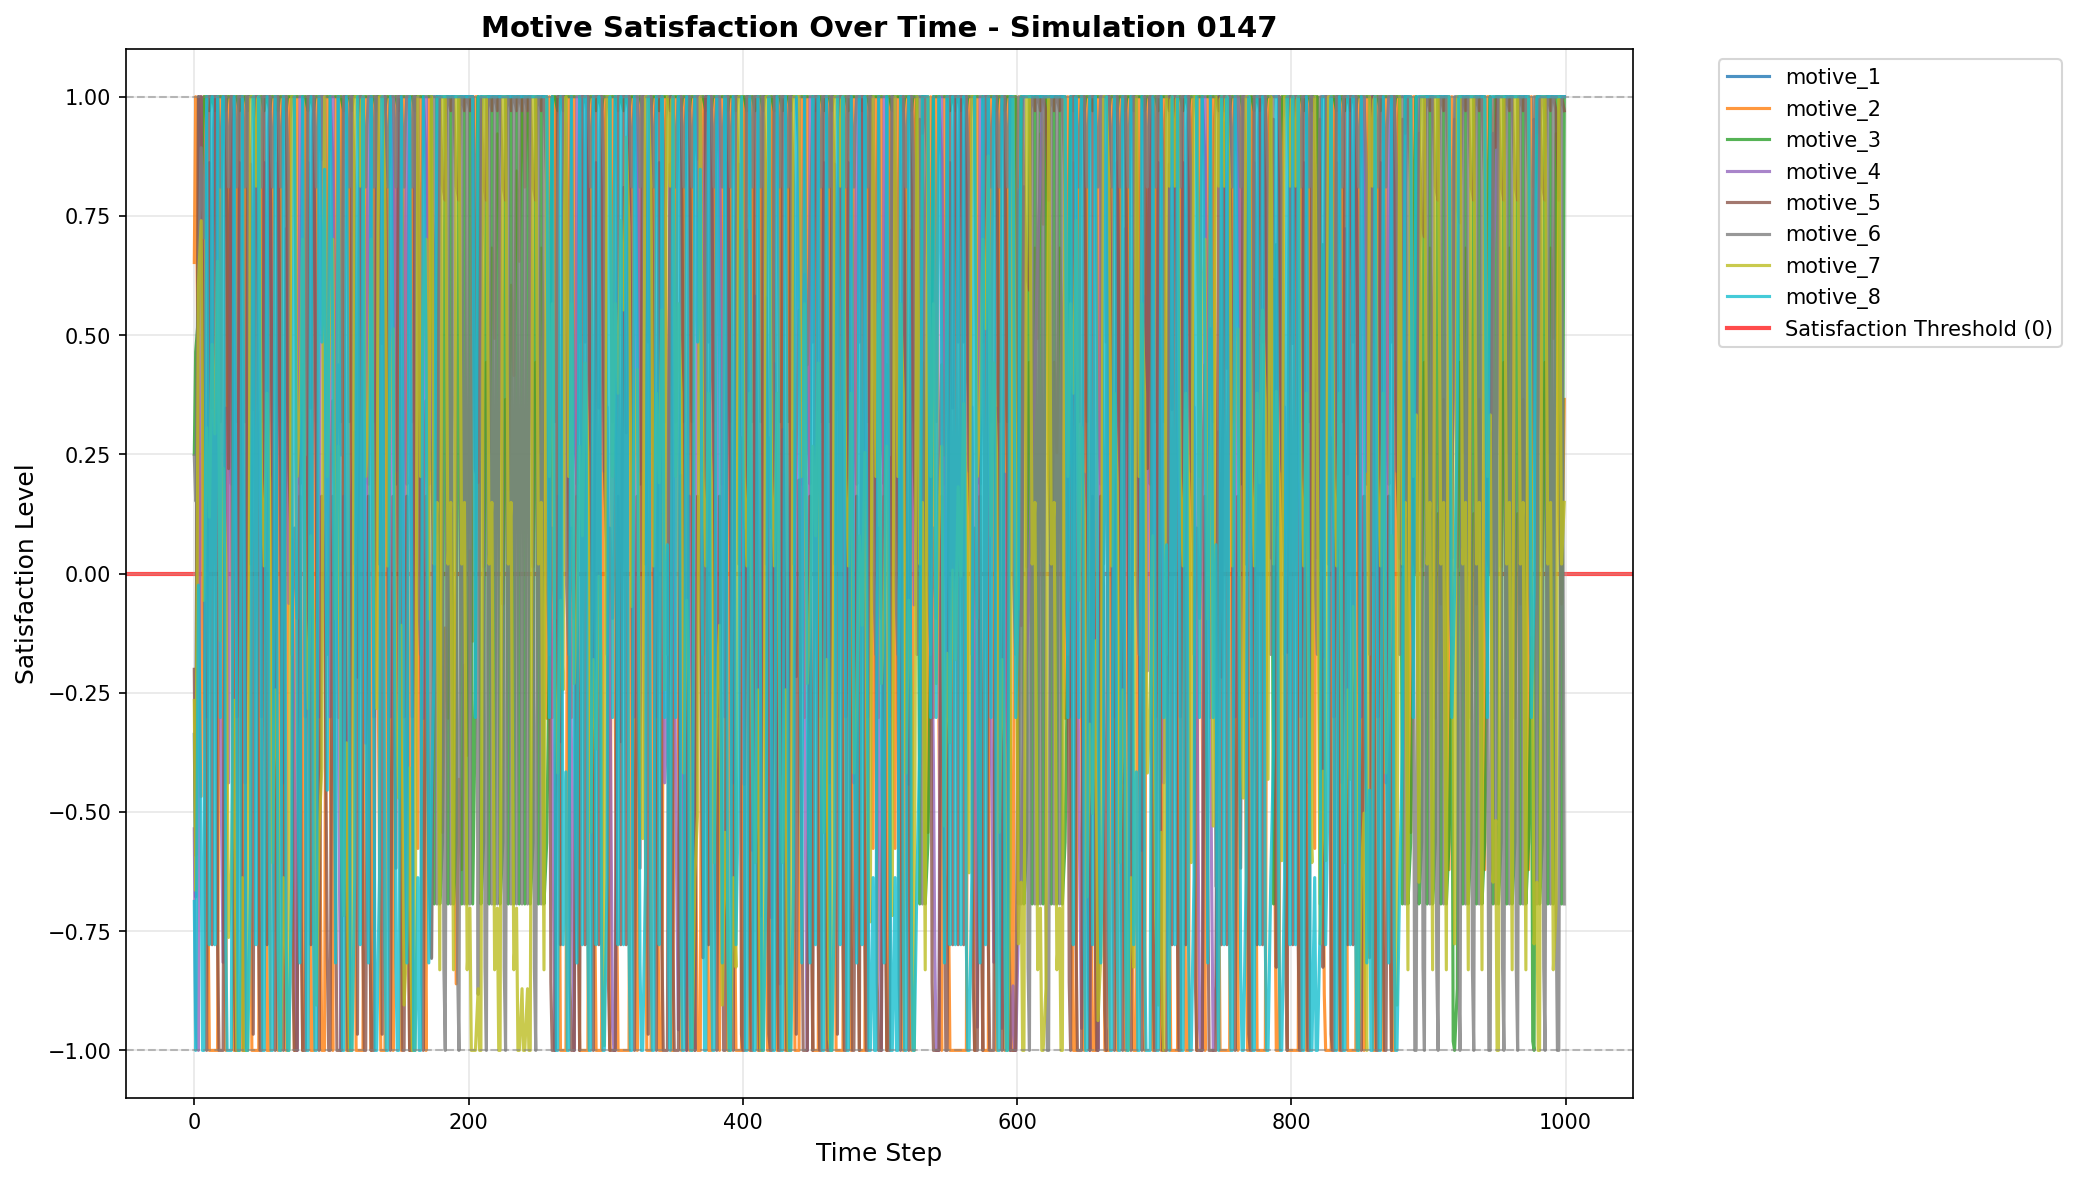 Motive Satisfaction Over Time - Simulation 0147
1.00
0.75
0.50
0.25
0.00
−0.25
−0.50
−0.75
−1.00
Satisfaction Level
0
200
400
600
800
1000
Time Step
motive_1
motive_2
motive_3
motive_4
motive_5
motive_6
motive_7
motive_8
Satisfaction Threshold (0)